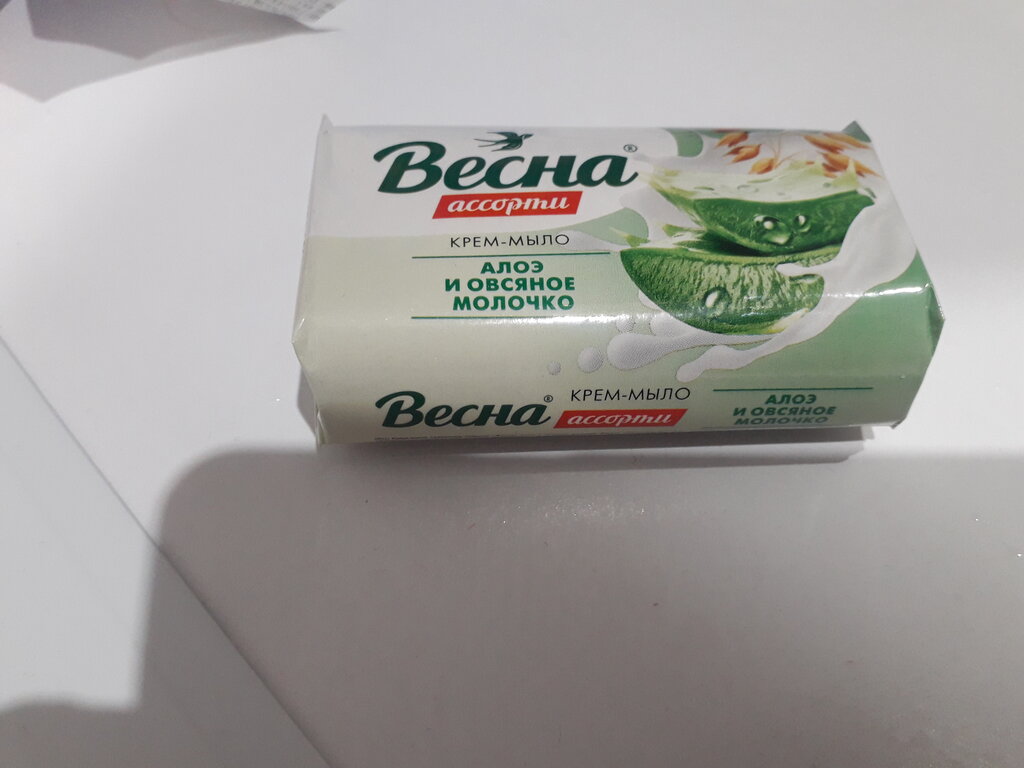 Весна®
ассорти
КРЕМ-МЫЛО
АЛОЭ
И ОВСЯНОЕ
МОЛОЧКО
Весна® КРЕМ-МЫЛО
ассорти
АЛОЭ
И ОВСЯНОЕ
МОЛОЧКО